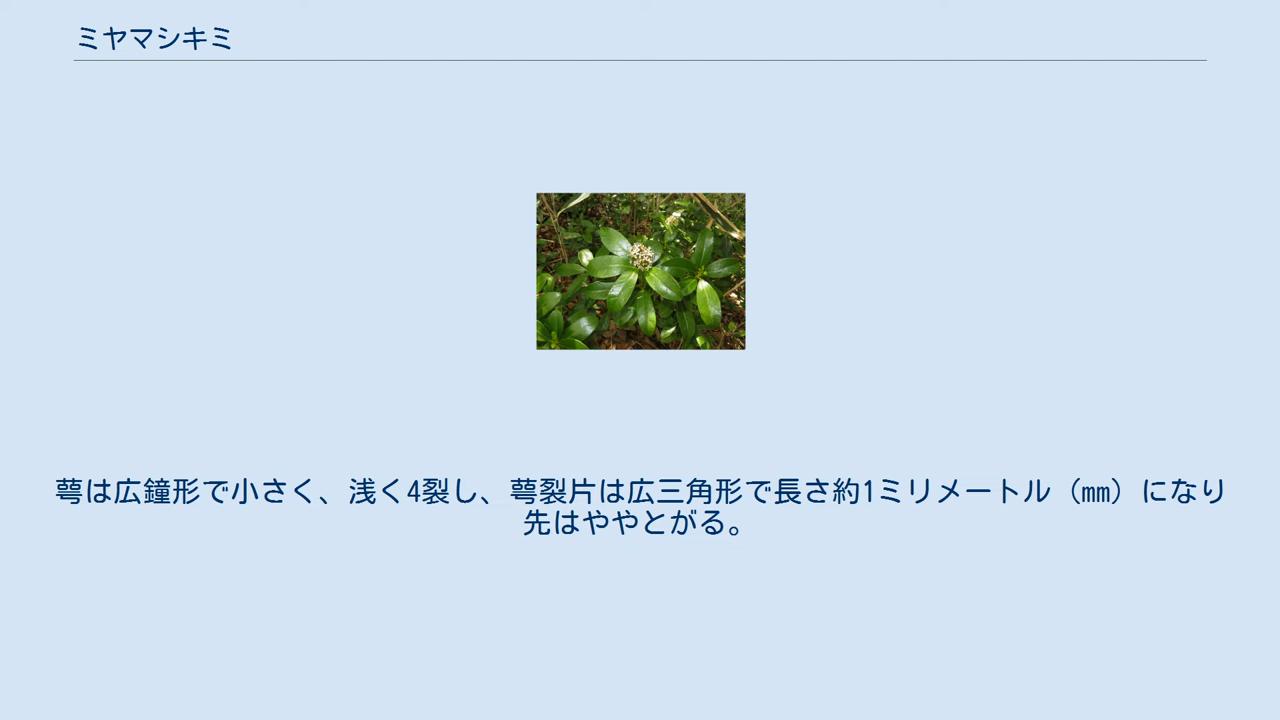 ミヤマシキミ
萼は広鐘形で小さく、浅く4裂し、萼裂片は広三角形で長さ約1ミリメートル（㎜）になり
先はややとがる。